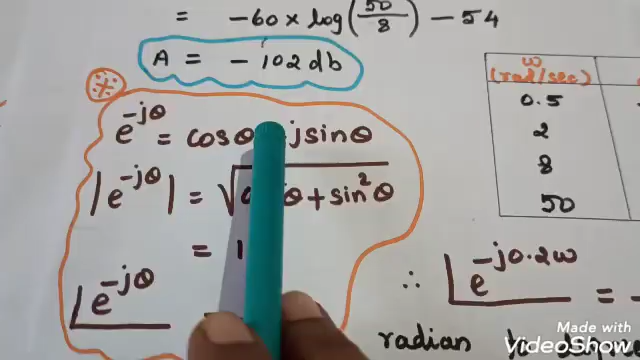 = -60 × log(50/8) - 54
A = -102 db
e^-jθ = cosθ jsinθ
|e^-jθ| = √ θ + sin²θ
= 1
∠e^-jθ
ω
(rad/sec)
0.5
2
8
50
∴ ∠e^-j0.2ω = -
radian
Made with
VideoShow